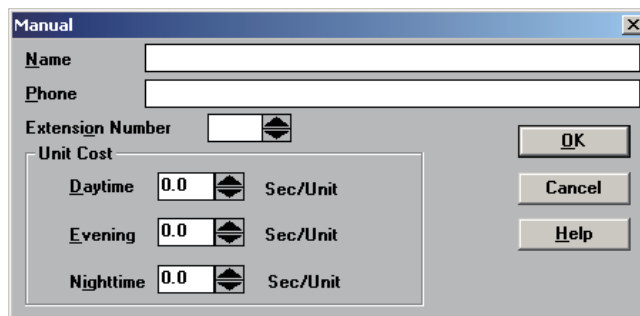 Manual
Name
Phone
Extension Number
Unit Cost
Daytime 0.0 Sec/Unit
Evening 0.0 Sec/Unit
Nighttime 0.0 Sec/Unit
OK
Cancel
Help